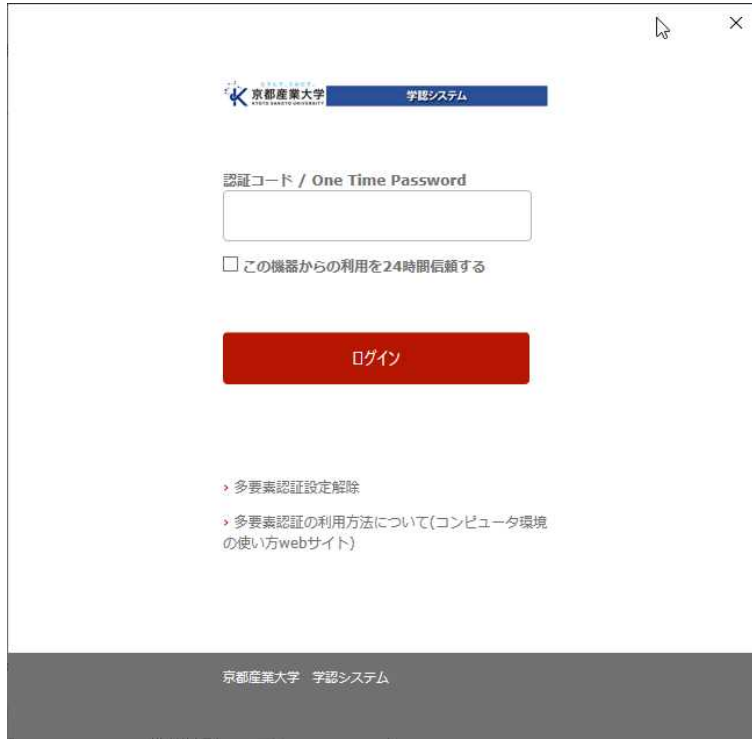 京都産業大学
KYOTO SANGYO UNIVERSITY
学認システム
認証コード / One Time Password
この機器からの利用を24時間信頼する
ログイン
› 多要素認証設定解除
› 多要素認証の利用方法について(コンピュータ環境
の使い方webサイト)
京都産業大学　学認システム